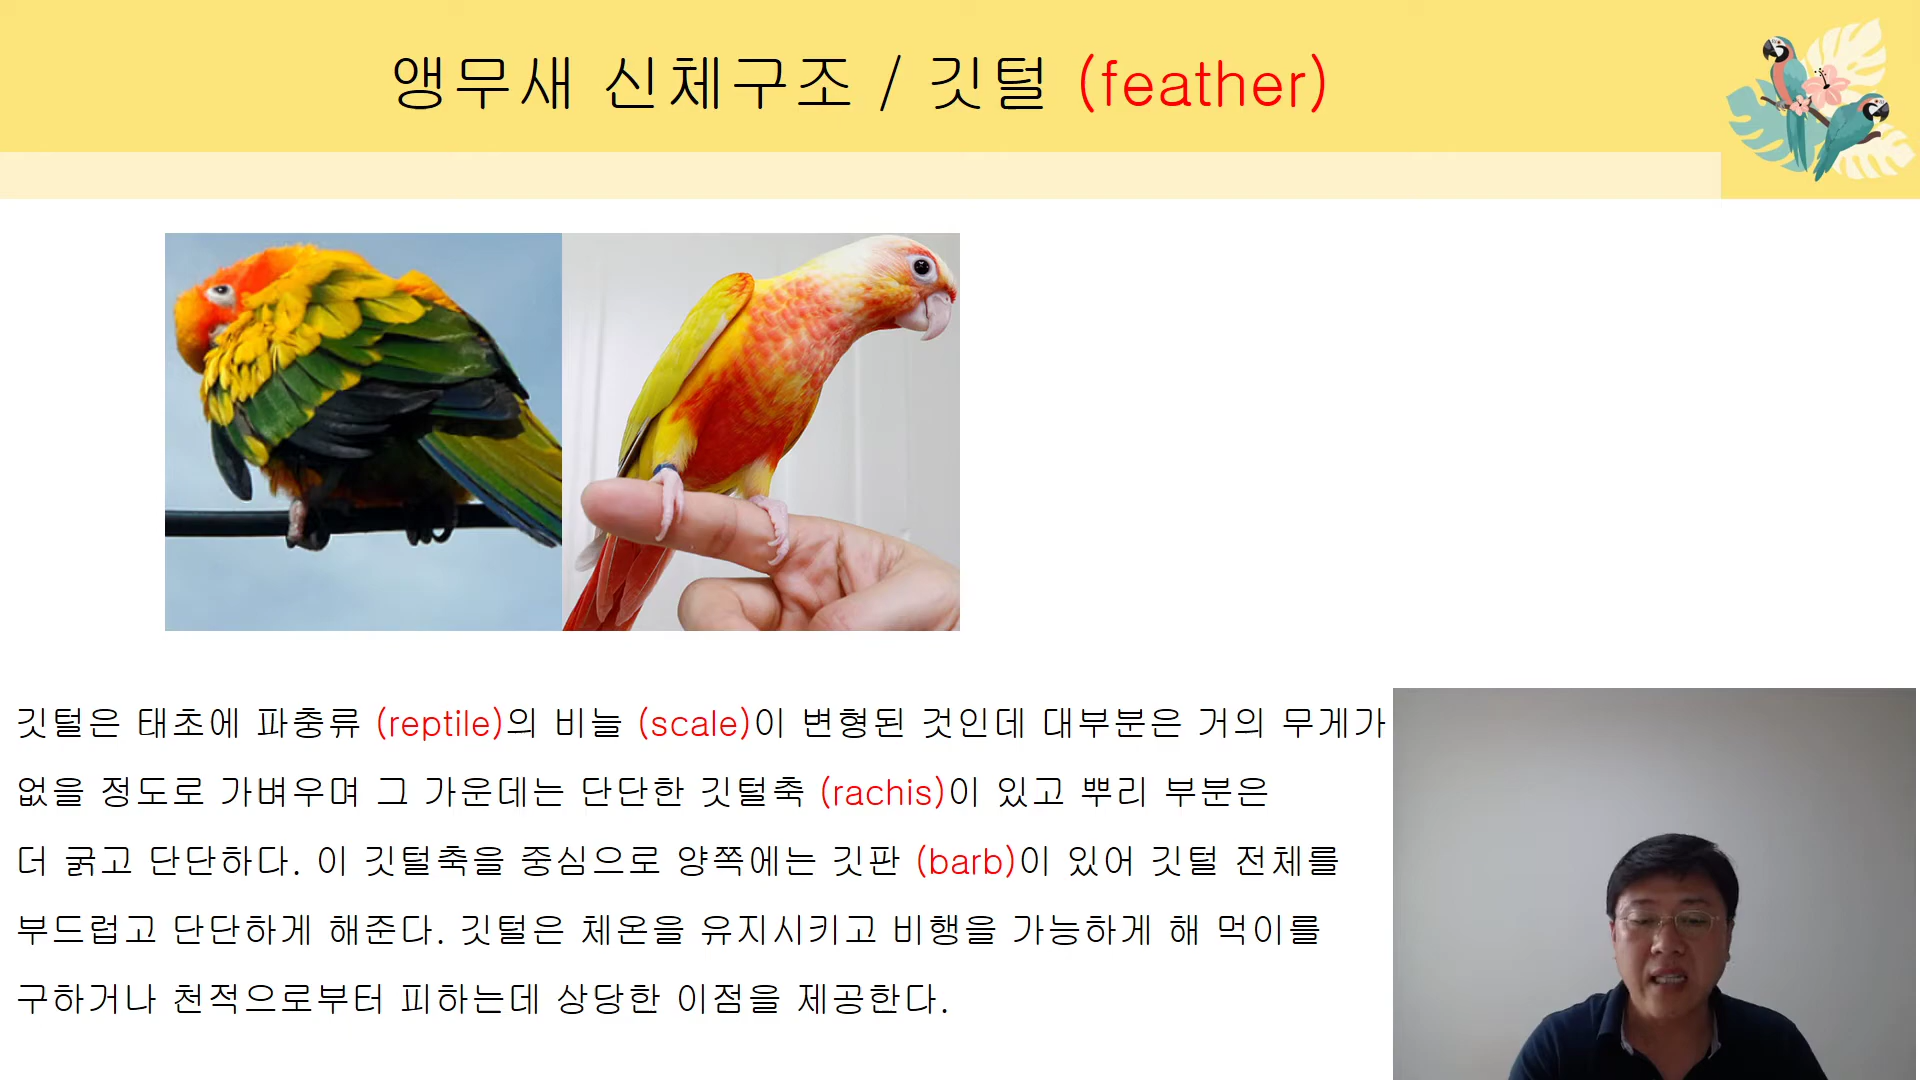 앵무새 신체구조 / 깃털 (feather)
깃털은 태초에 파충류 (reptile)의 비늘 (scale)이 변형된 것인데 대부분은 거의 무게가
없을 정도로 가벼우며 그 가운데는 단단한 깃털축 (rachis)이 있고 뿌리 부분은
더 굵고 단단하다. 이 깃털축을 중심으로 양쪽에는 깃판 (barb)이 있어 깃털 전체를
부드럽고 단단하게 해준다. 깃털은 체온을 유지시키고 비행을 가능하게 해 먹이를
구하거나 천적으로부터 피하는데 상당한 이점을 제공한다.